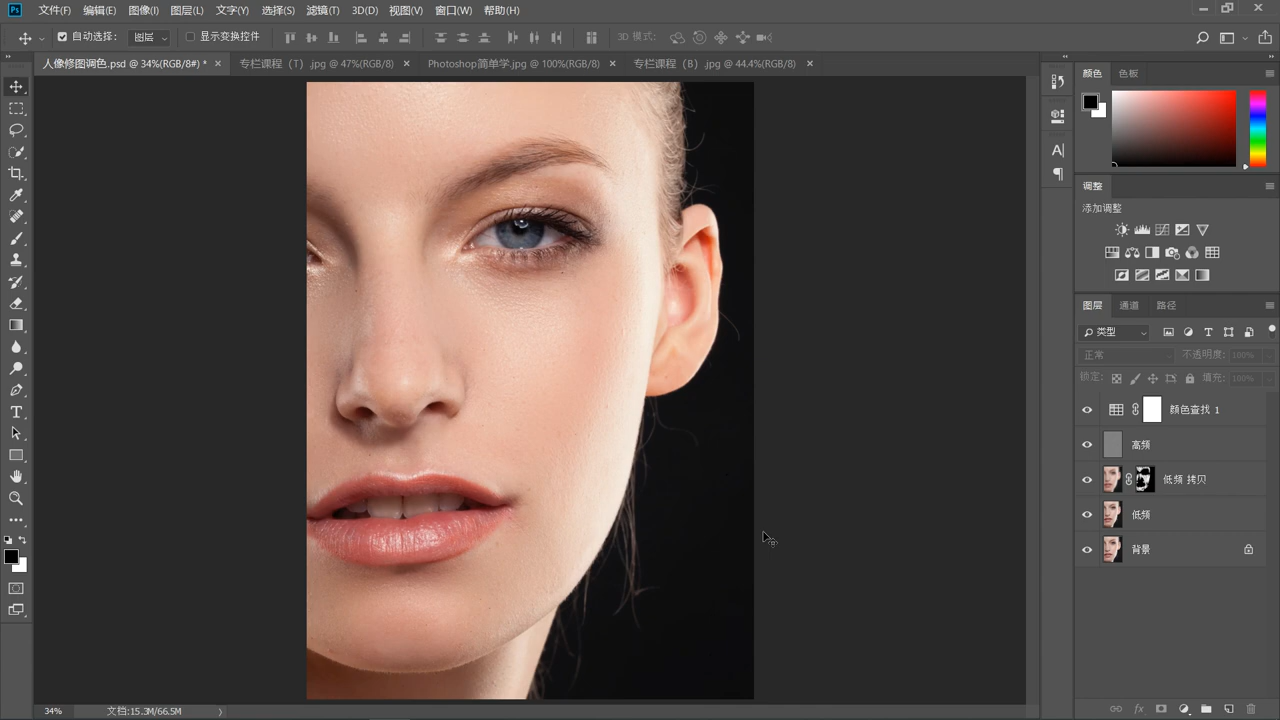 Ps 文件(F) 编辑(E) 图像(I) 图层(L) 文字(Y) 选择(S) 滤镜(T) 3D(D) 视图(V) 窗口(W) 帮助(H)
自动选择: 图层 显示变换控件 3D 模式:
人像修图调色.psd @ 34%(RGB/8#) * × 专栏课程（T）.jpg @ 47%(RGB/8) × Photoshop简单学.jpg @ 100%(RGB/8) × 专栏课程（B）.jpg @ 44.4%(RGB/8) ×
颜色 色板
调整
添加调整
图层 通道 路径
类型
正常 不透明度: 100%
锁定: 填充: 100%
颜色查找 1
高频
低频 拷贝
低频
背景
34% 文档:15.3M/66.5M